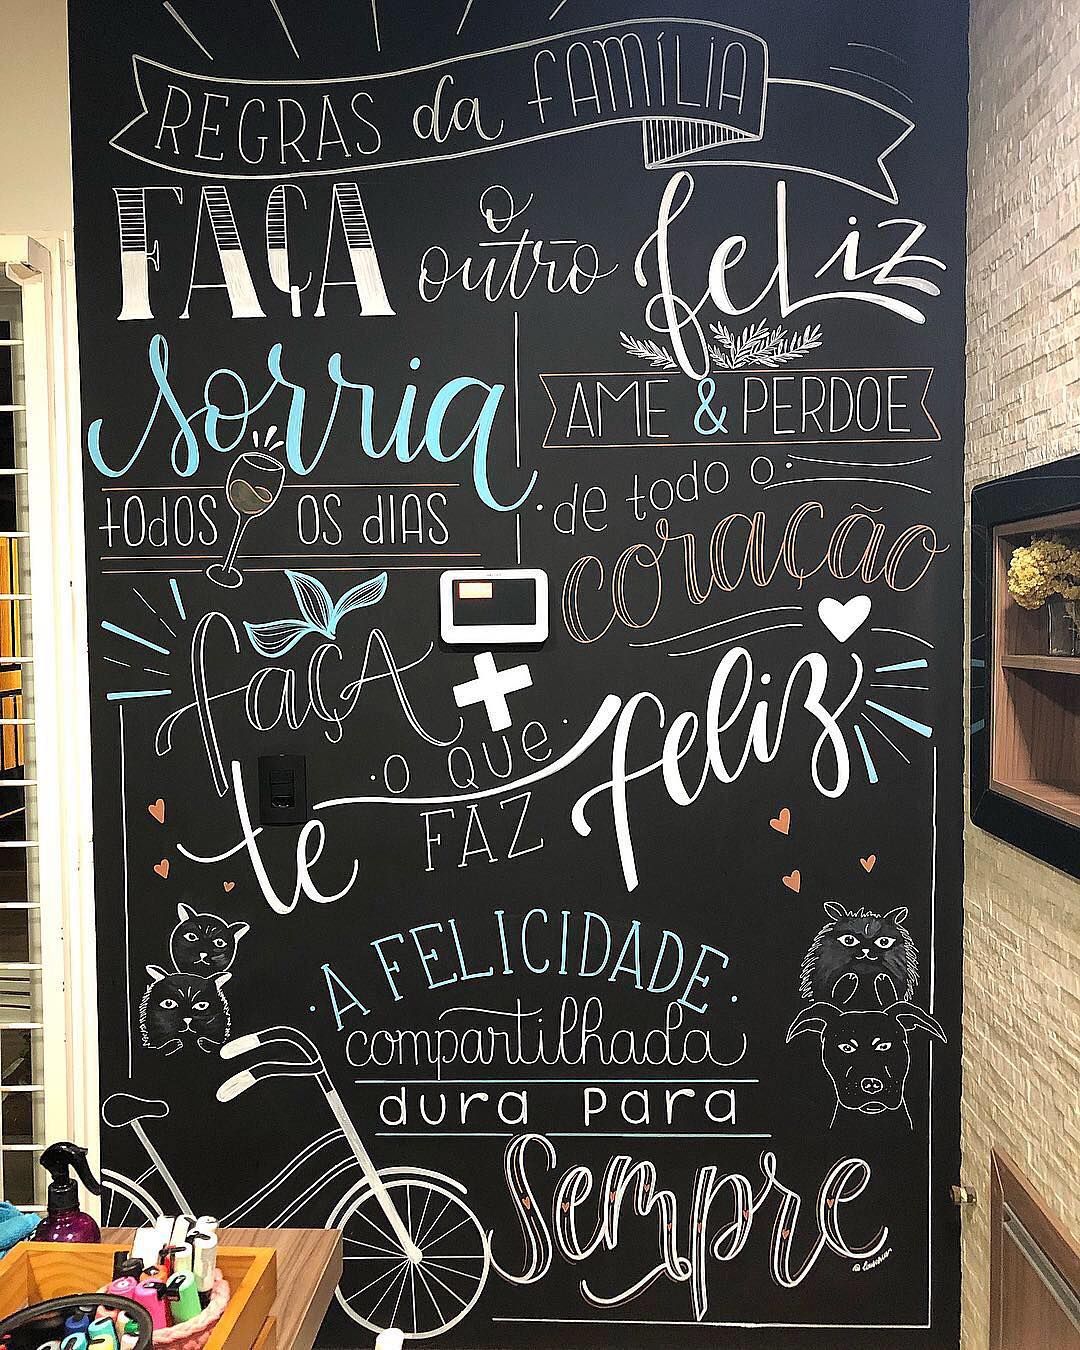 REGRAS da FAMÍLIA
FAÇA o outro feliz
Sorria
todos os dias
AME & PERDOE
de todo o
coração
faça + o que
te FAZ feliz
A FELICIDADE
compartilhada
dura para
Sempre